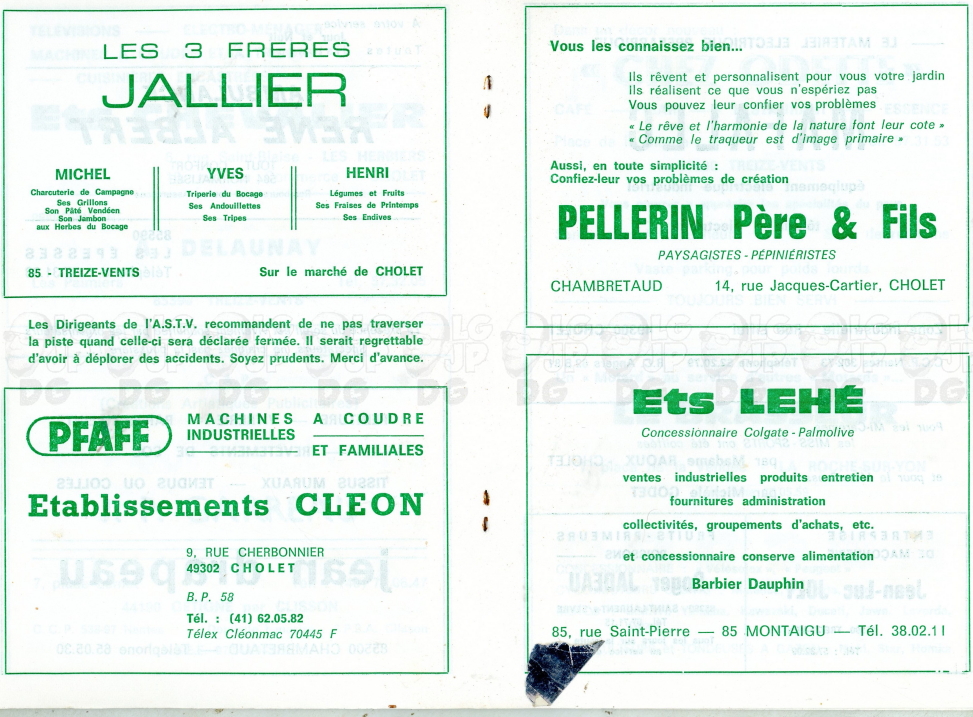 LES 3 FRERES
JALLIER
MICHEL
Charcuterie de Campagne
Ses Grillons
Son Pâté Vendéen
Son Jambon
aux Herbes du Bocage
YVES
Triperie du Bocage
Ses Andouillettes
Ses Tripes
HENRI
Légumes et Fruits
Ses Fraises de Printemps
Ses Endives
85 - TREIZE-VENTS
Sur le marché de CHOLET
Les Dirigeants de l'A.S.T.V. recommandent de ne pas traverser
la piste quand celle-ci sera déclarée fermée. Il serait regrettable
d'avoir à déplorer des accidents. Soyez prudents. Merci d'avance.
PFAFF
MACHINES A COUDRE
INDUSTRIELLES
ET FAMILIALES
Etablissements CLEON
9, RUE CHERBONNIER
49302 CHOLET
B.P. 58
Tél. : (41) 62.05.82
Télex Cléonmac 70445 F
Vous les connaissez bien...
Ils rêvent et personnalisent pour vous votre jardin
Ils réalisent ce que vous n'espériez pas
Vous pouvez leur confier vos problèmes
« Le rêve et l'harmonie de la nature font leur cote »
« Comme le traqueur est d'image primaire »
Aussi, en toute simplicité :
Confiez-leur vos problèmes de création
PELLERIN Père & Fils
PAYSAGISTES - PEPINIÉRISTES
CHAMBRETAUD
14, rue Jacques-Cartier, CHOLET
Ets LEHÉ
Concessionnaire Colgate - Palmolive
ventes industrielles produits entretien
fournitures administration
collectivités, groupements d'achats, etc.
et concessionnaire conserve alimentation
Barbier Dauphin
85, rue Saint-Pierre — 85 MONTAIGU — Tél. 38.02.11